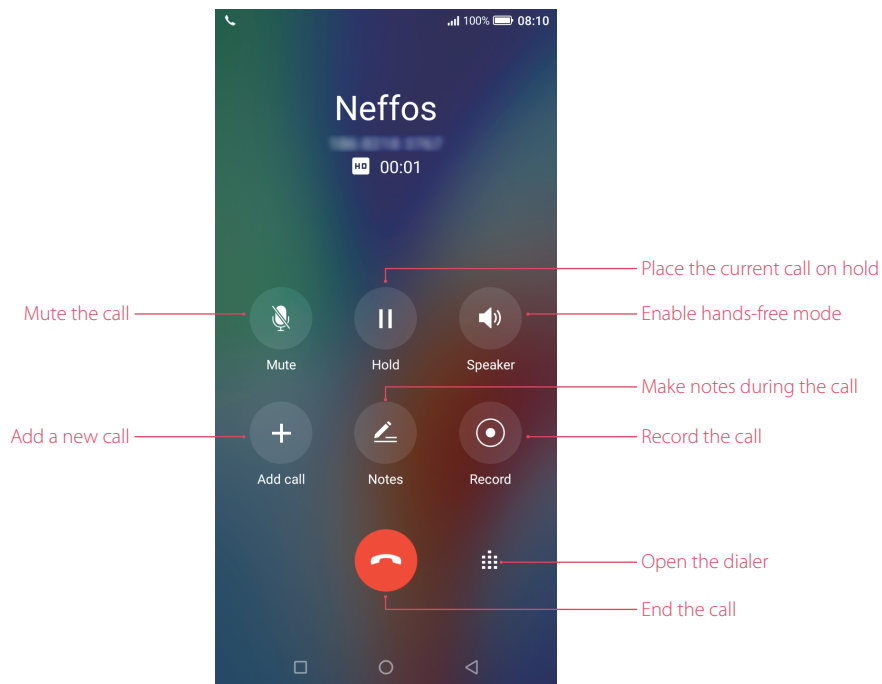 100% 08:10
Neffos
HD 00:01
Place the current call on hold
Mute the call
Enable hands-free mode
Mute Hold Speaker
Make notes during the call
Add a new call
Record the call
Add call Notes Record
Open the dialer
End the call